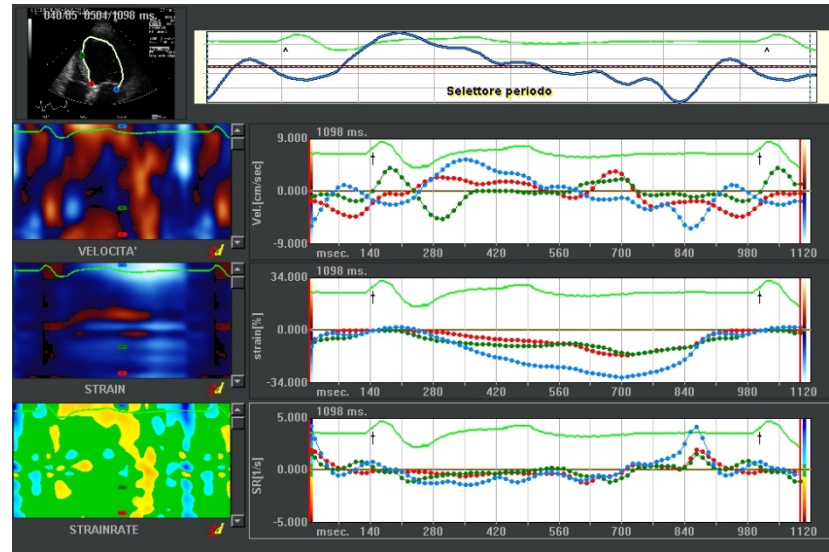 040/65 0504/1098 ms.
^
^
Selettore periodo
VELOCITA'
1098 ms.
9.000
0.000
-9.000
Vel.[cm/sec]
msec. 140 280 420 560 700 840 980 1120
STRAIN
1098 ms.
34.000
0.000
-34.000
strain[%]
msec. 140 280 420 560 700 840 980 1120
STRAINRATE
1098 ms.
5.000
0.000
-5.000
SR[1/s]
msec. 140 280 420 560 700 840 980 1120